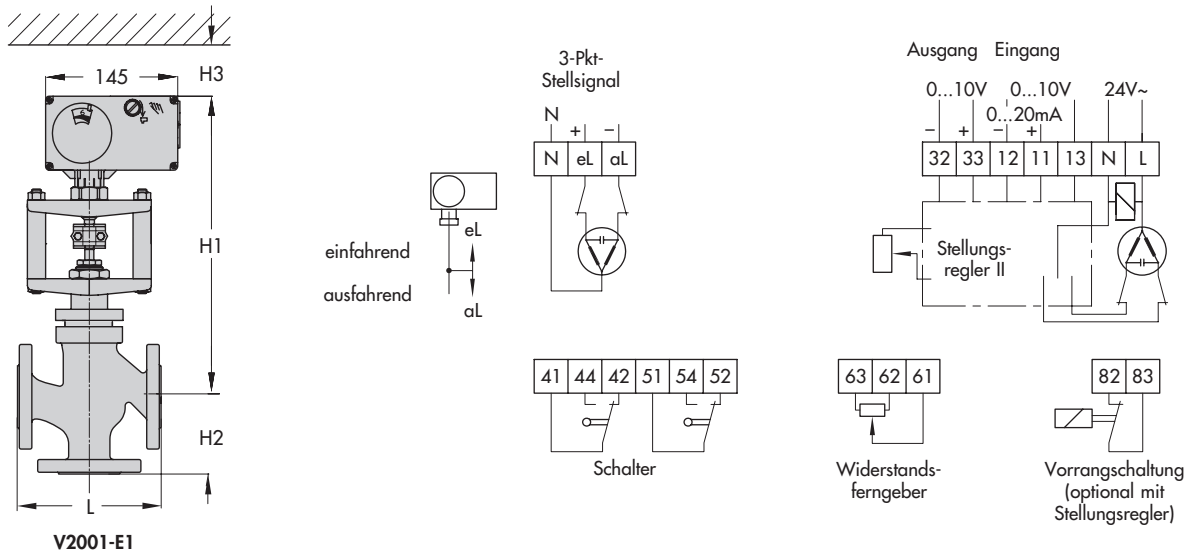 145
H3
H1
H2
L
V2001-E1
einfahrend
ausfahrend
eL
aL
3-Pkt-
Stellsignal
N
+ −
N eL aL
Ausgang Eingang
0...10V 0...10V 24V~
0...20mA
− + − +
32 33 12 11 13 N L
Stellungs-
regler II
41 44 42 51 54 52
Schalter
63 62 61
Widerstands-
ferngeber
82 83
Vorrangschaltung
(optional mit
Stellungsregler)